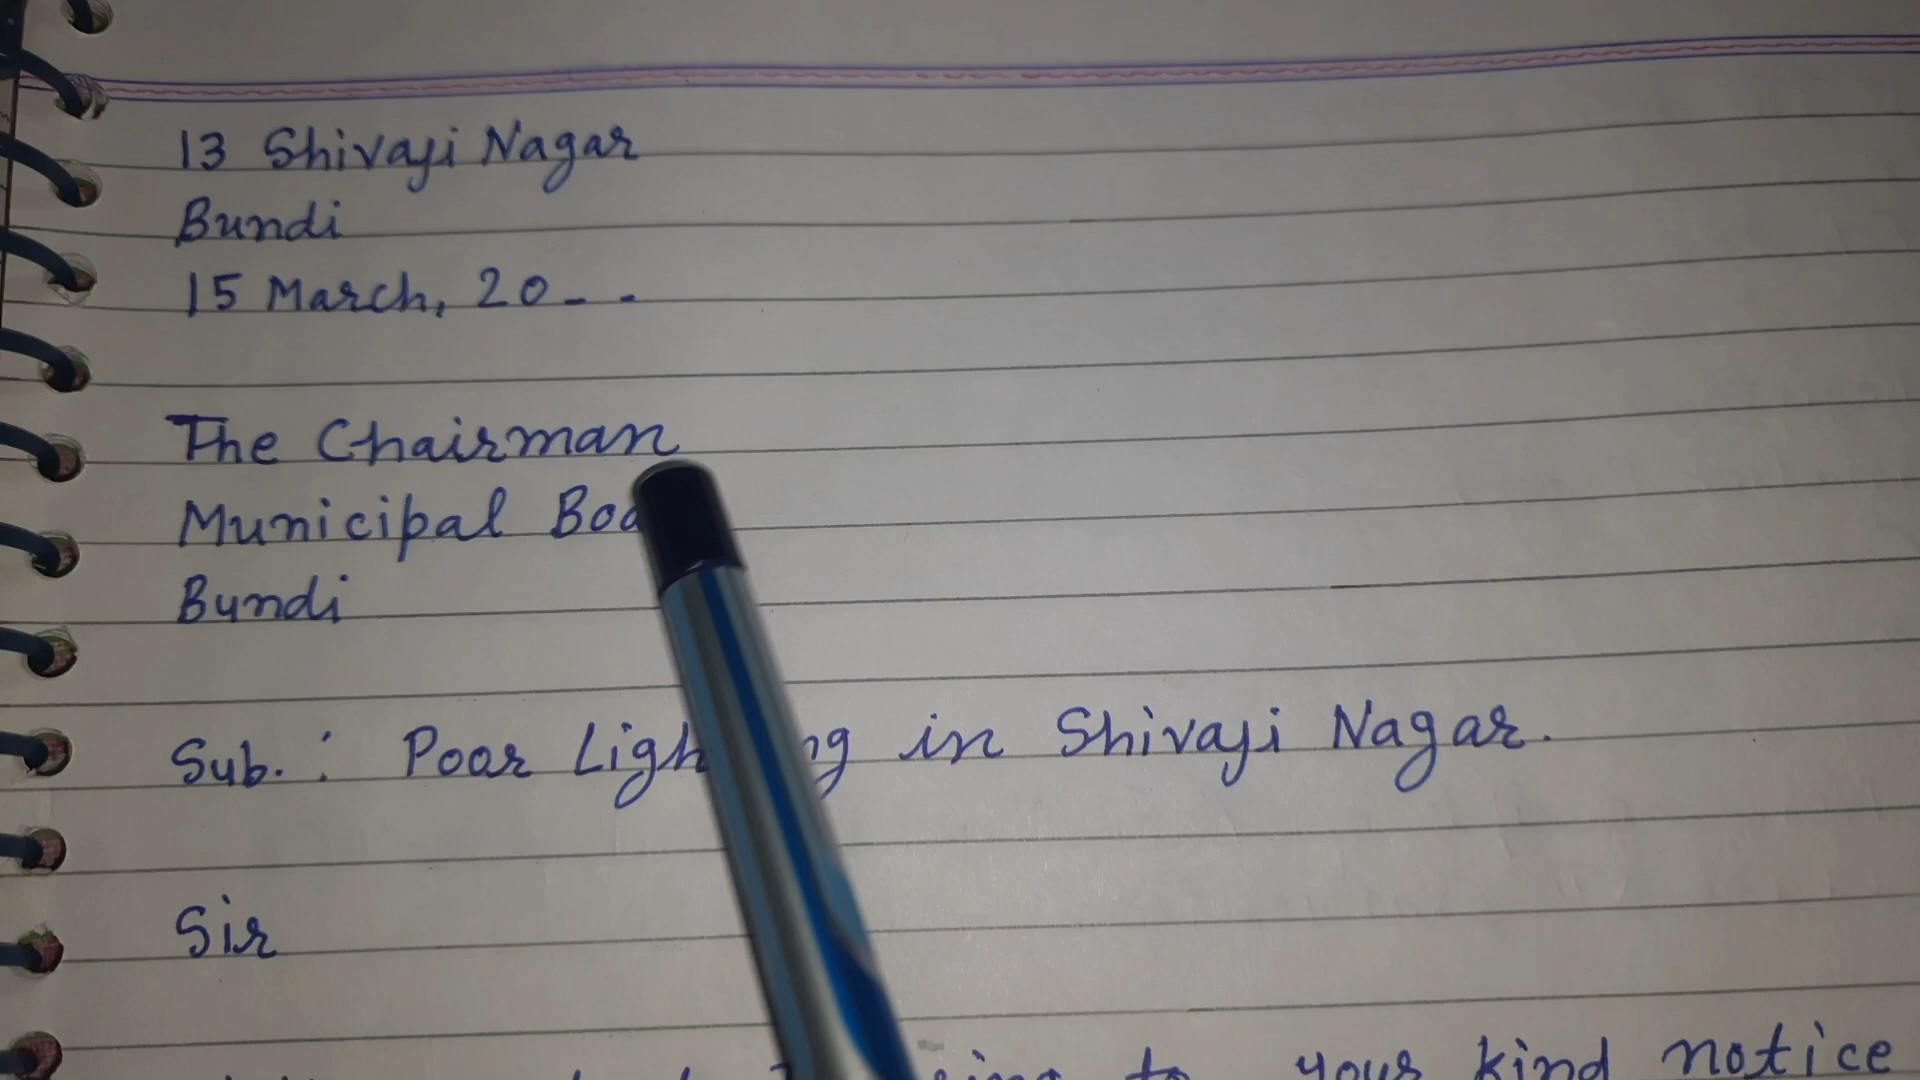 13 Shivaji Nagar
Bundi
15 March, 20--
The Chairman
Municipal
Bundi
Sub. : Poor in Shivaji Nagar.
Sir
to your kind notice